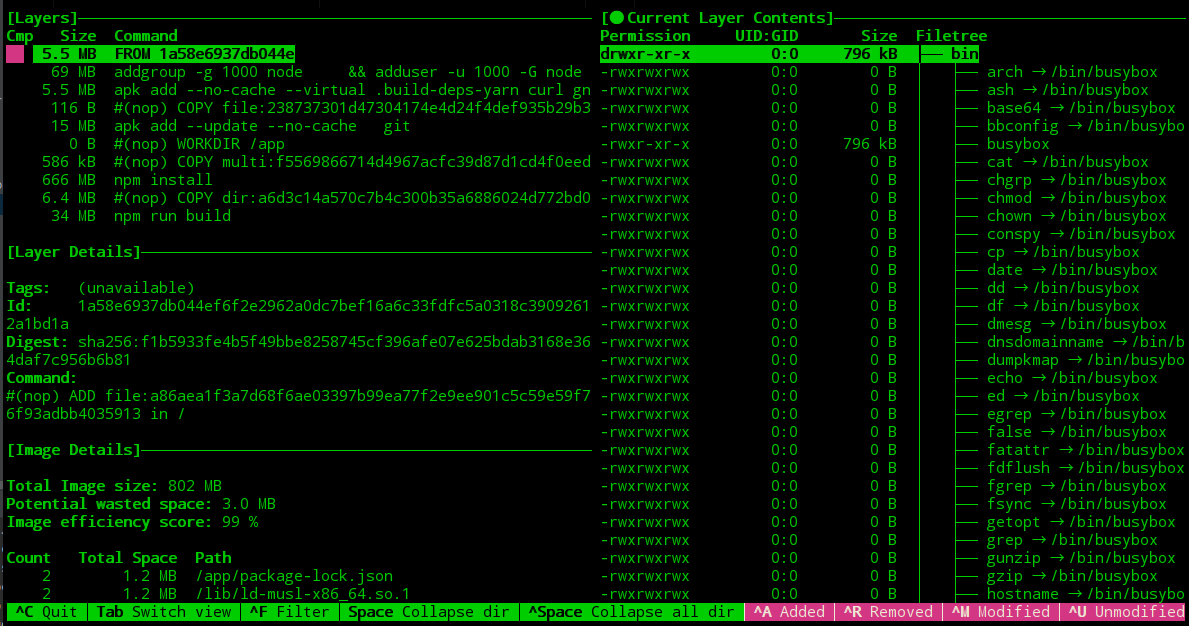 [Layers]
Cmp Size Command
5.5 MB FROM 1a58e6937db044e
69 MB addgroup -g 1000 node && adduser -u 1000 -G node
5.5 MB apk add --no-cache --virtual .build-deps-yarn curl gn
116 B #(nop) COPY file:238737301d47304174e4d24f4def935b29b3
15 MB apk add --update --no-cache git
0 B #(nop) WORKDIR /app
586 kB #(nop) COPY multi:f5569866714d4967acfc39d87d1cd4f0eed
666 MB npm install
6.4 MB #(nop) COPY dir:a6d3c14a570c7b4c300b35a6886024d772bd0
34 MB npm run build
[Layer Details]
Tags: (unavailable)
Id: 1a58e6937db044ef6f2e2962a0dc7bef16a6c33fdfc5a0318c3909261
2a1bd1a
Digest: sha256:f1b5933fe4b5f49bbe8258745cf396afe07e625bdab3168e36
4daf7c956b6b81
Command:
#(nop) ADD file:a86aea1f3a7d68f6ae03397b99ea77f2e9ee901c5c59e59f7
6f93adbb4035913 in /
[Image Details]
Total Image size: 802 MB
Potential wasted space: 3.0 MB
Image efficiency score: 99 %
Count Total Space Path
2 1.2 MB /app/package-lock.json
2 1.2 MB /lib/ld-musl-x86_64.so.1
[●Current Layer Contents]
Permission UID:GID Size Filetree
drwxr-xr-x 0:0 796 kB ├── bin
-rwxrwxrwx 0:0 0 B │ ├── arch → /bin/busybox
-rwxrwxrwx 0:0 0 B │ ├── ash → /bin/busybox
-rwxrwxrwx 0:0 0 B │ ├── base64 → /bin/busybox
-rwxrwxrwx 0:0 0 B │ ├── bbconfig → /bin/busybo
-rwxr-xr-x 0:0 796 kB │ ├── busybox
-rwxrwxrwx 0:0 0 B │ ├── cat → /bin/busybox
-rwxrwxrwx 0:0 0 B │ ├── chgrp → /bin/busybox
-rwxrwxrwx 0:0 0 B │ ├── chmod → /bin/busybox
-rwxrwxrwx 0:0 0 B │ ├── chown → /bin/busybox
-rwxrwxrwx 0:0 0 B │ ├── conspy → /bin/busybox
-rwxrwxrwx 0:0 0 B │ ├── cp → /bin/busybox
-rwxrwxrwx 0:0 0 B │ ├── date → /bin/busybox
-rwxrwxrwx 0:0 0 B │ ├── dd → /bin/busybox
-rwxrwxrwx 0:0 0 B │ ├── df → /bin/busybox
-rwxrwxrwx 0:0 0 B │ ├── dmesg → /bin/busybox
-rwxrwxrwx 0:0 0 B │ ├── dnsdomainname → /bin/b
-rwxrwxrwx 0:0 0 B │ ├── dumpkmap → /bin/busybo
-rwxrwxrwx 0:0 0 B │ ├── echo → /bin/busybox
-rwxrwxrwx 0:0 0 B │ ├── ed → /bin/busybox
-rwxrwxrwx 0:0 0 B │ ├── egrep → /bin/busybox
-rwxrwxrwx 0:0 0 B │ ├── false → /bin/busybox
-rwxrwxrwx 0:0 0 B │ ├── fatattr → /bin/busybox
-rwxrwxrwx 0:0 0 B │ ├── fdflush → /bin/busybox
-rwxrwxrwx 0:0 0 B │ ├── fgrep → /bin/busybox
-rwxrwxrwx 0:0 0 B │ ├── fsync → /bin/busybox
-rwxrwxrwx 0:0 0 B │ ├── getopt → /bin/busybox
-rwxrwxrwx 0:0 0 B │ ├── grep → /bin/busybox
-rwxrwxrwx 0:0 0 B │ ├── gunzip → /bin/busybox
-rwxrwxrwx 0:0 0 B │ ├── gzip → /bin/busybox
-rwxrwxrwx 0:0 0 B │ ├── hostname → /bin/busybo
^C Quit Tab Switch view ^F Filter Space Collapse dir ^Space Collapse all dir ^A Added ^R Removed ^M Modified ^U Unmodified